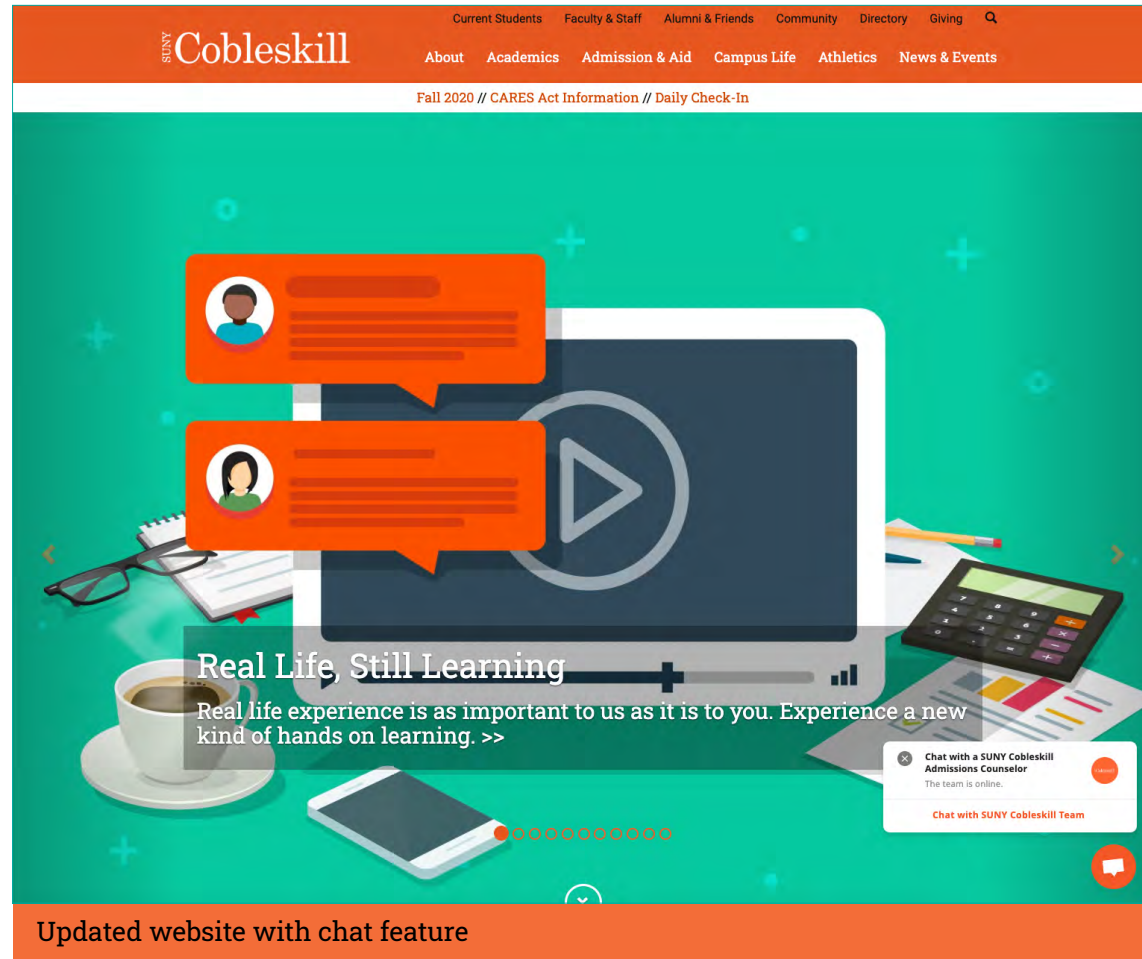 Current Students Faculty & Staff Alumni & Friends Community Directory Giving
SUNY Cobleskill
About Academics Admission & Aid Campus Life Athletics News & Events
Fall 2020 // CARES Act Information // Daily Check-In
Real Life, Still Learning
Real life experience is as important to us as it is to you. Experience a new
kind of hands on learning. >>
Chat with a SUNY Cobleskill
Admissions Counselor
The team is online.
Chat with SUNY Cobleskill Team
Updated website with chat feature